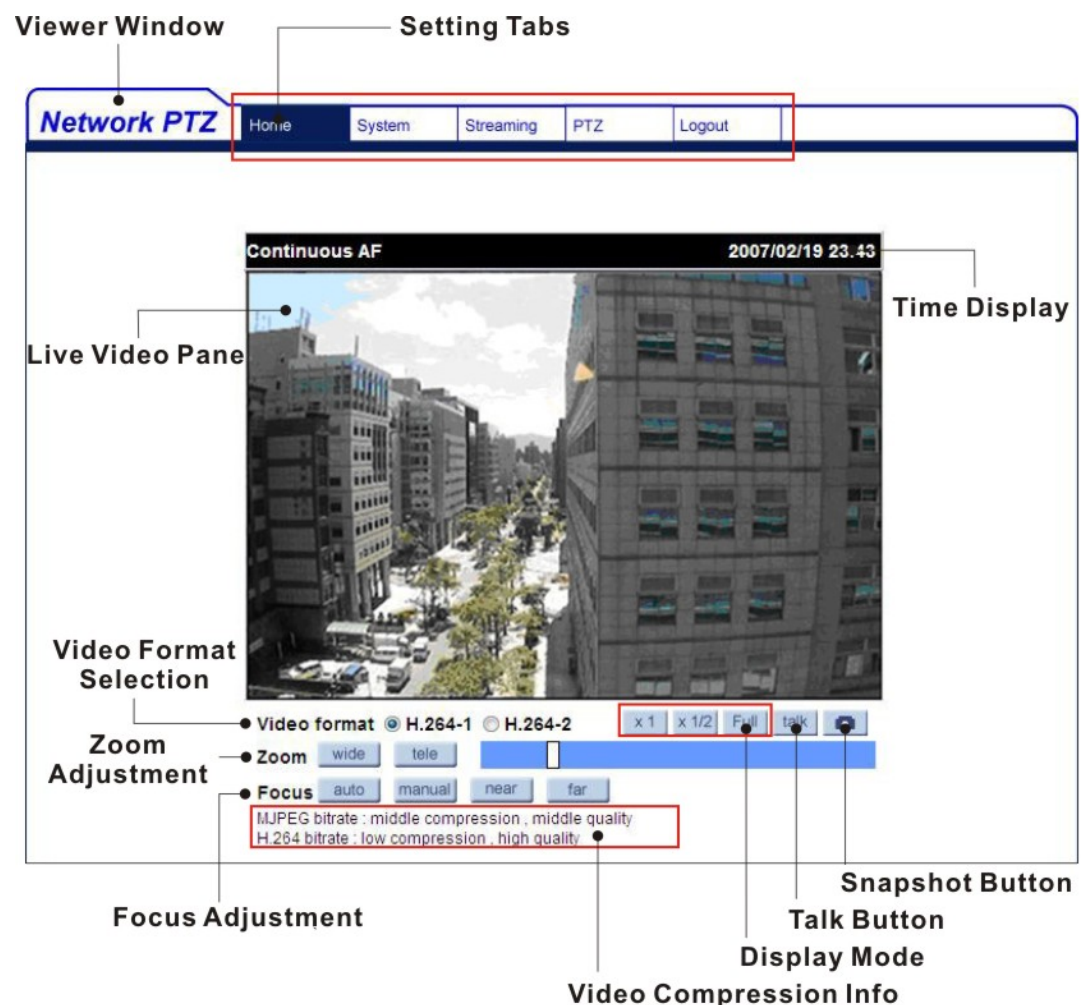 Viewer Window
Setting Tabs
Network PTZ
Home
System
Streaming
PTZ
Logout
Continuous AF
2007/02/19 23.43
Time Display
Live Video Pane
Video Format
Selection
Video format H.264-1 H.264-2
x 1
x 1/2
Full
talk
Zoom
Adjustment
Zoom
wide
tele
Focus
auto
manual
near
far
MJPEG bitrate : middle compression , middle quality
H.264 bitrate : low compression , high quality
Snapshot Button
Focus Adjustment
Talk Button
Display Mode
Video Compression Info